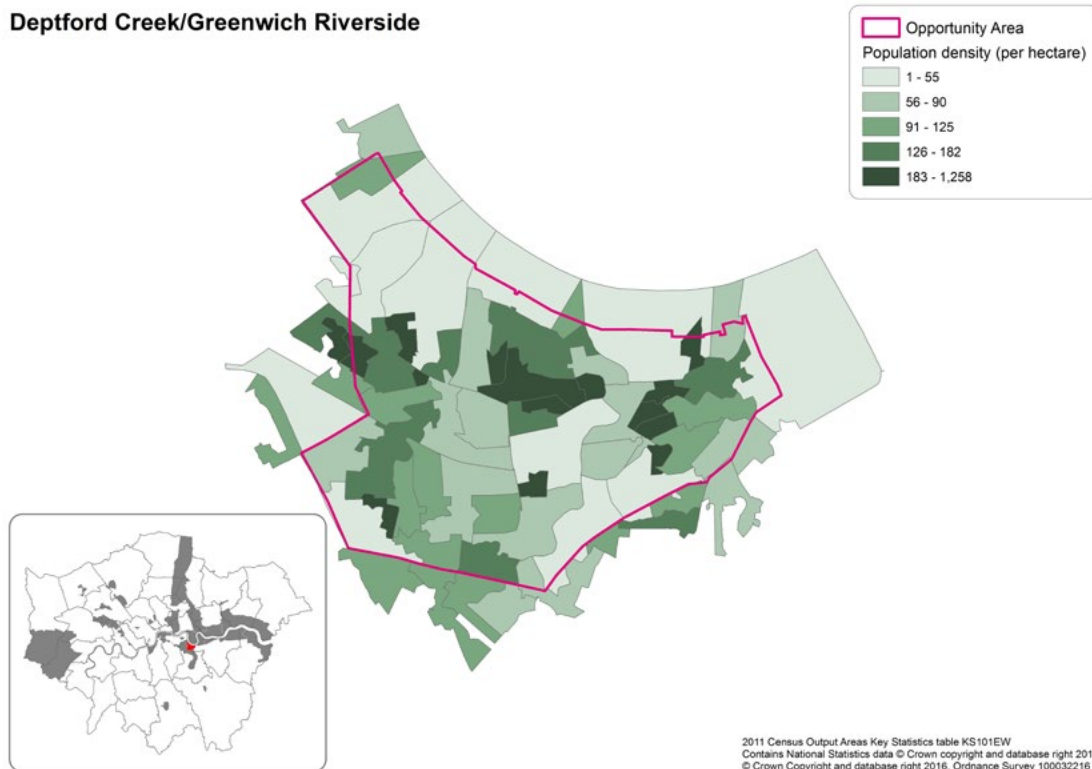 Deptford Creek/Greenwich Riverside
Opportunity Area
Population density (per hectare)
1 - 55
56 - 90
91 - 125
126 - 182
183 - 1,258
2011 Census Output Areas Key Statistics table KS101EW
Contains National Statistics data © Crown copyright and database right 201
© Crown Copyright and database right 2016. Ordnance Survey 100032216